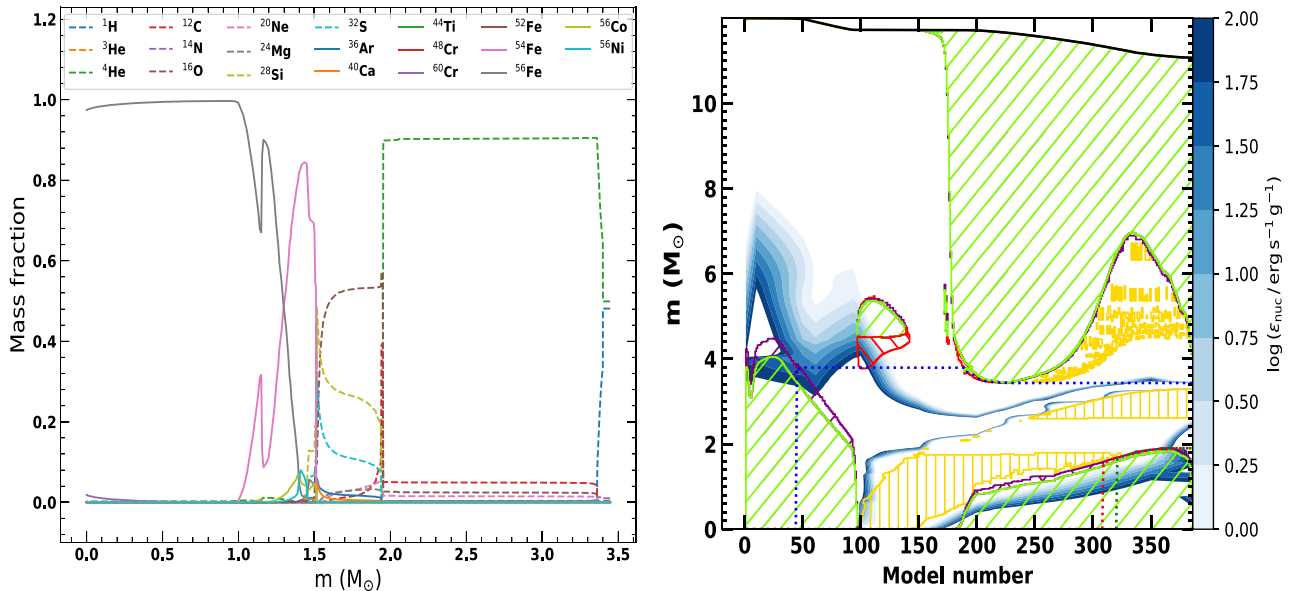 1.2
1.0
0.8
0.6
0.4
0.2
0.0
Mass fraction
¹H
³He
⁴He
¹²C
¹⁴N
¹⁶O
²⁰Ne
²⁴Mg
²⁸Si
³²S
³⁶Ar
⁴⁰Ca
⁴⁴Ti
⁴⁸Cr
⁶⁰Cr
⁵²Fe
⁵⁴Fe
⁵⁶Fe
⁵⁶Co
⁵⁶Ni
0.0 0.5 1.0 1.5 2.0 2.5 3.0 3.5
m (M☉)
10
8
6
4
2
0
m (M☉)
0 50 100 150 200 250 300 350
Model number
2.00
1.75
1.50
1.25
1.00
0.75
0.50
0.25
0.00
log (εnuc / erg s⁻¹ g⁻¹)